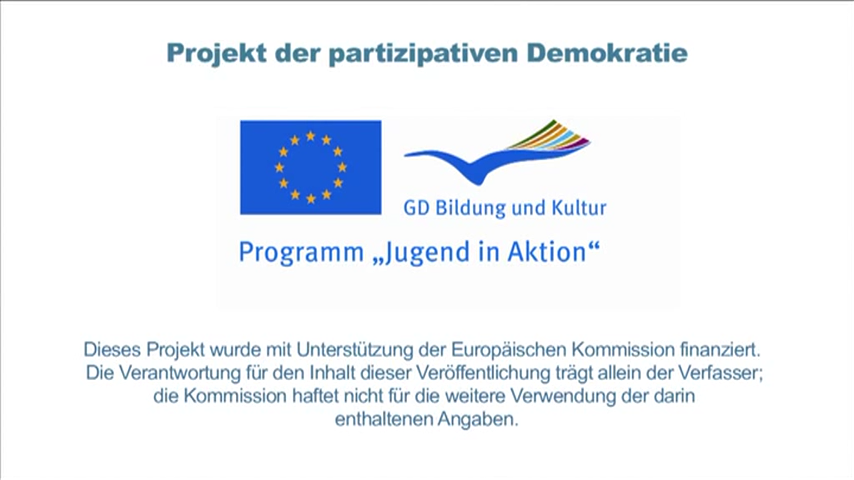 Projekt der partizipativen Demokratie
GD Bildung und Kultur
Programm „Jugend in Aktion“
Dieses Projekt wurde mit Unterstützung der Europäischen Kommission finanziert.
Die Verantwortung für den Inhalt dieser Veröffentlichung trägt allein der Verfasser;
die Kommission haftet nicht für die weitere Verwendung der darin
enthaltenen Angaben.